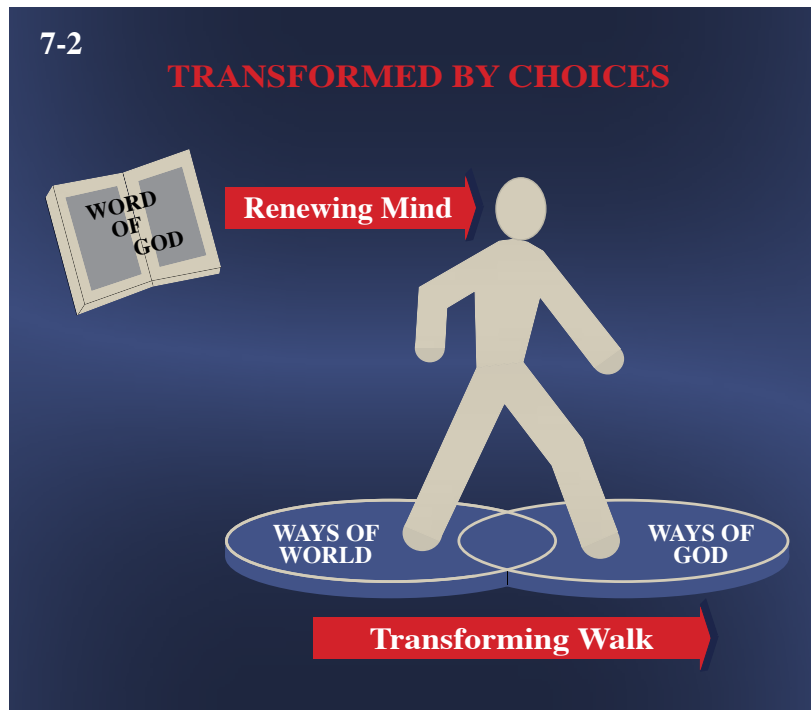 7-2
TRANSFORMED BY CHOICES
WORD
OF
GOD
Renewing Mind
WAYS OF
WORLD
WAYS OF
GOD
Transforming Walk